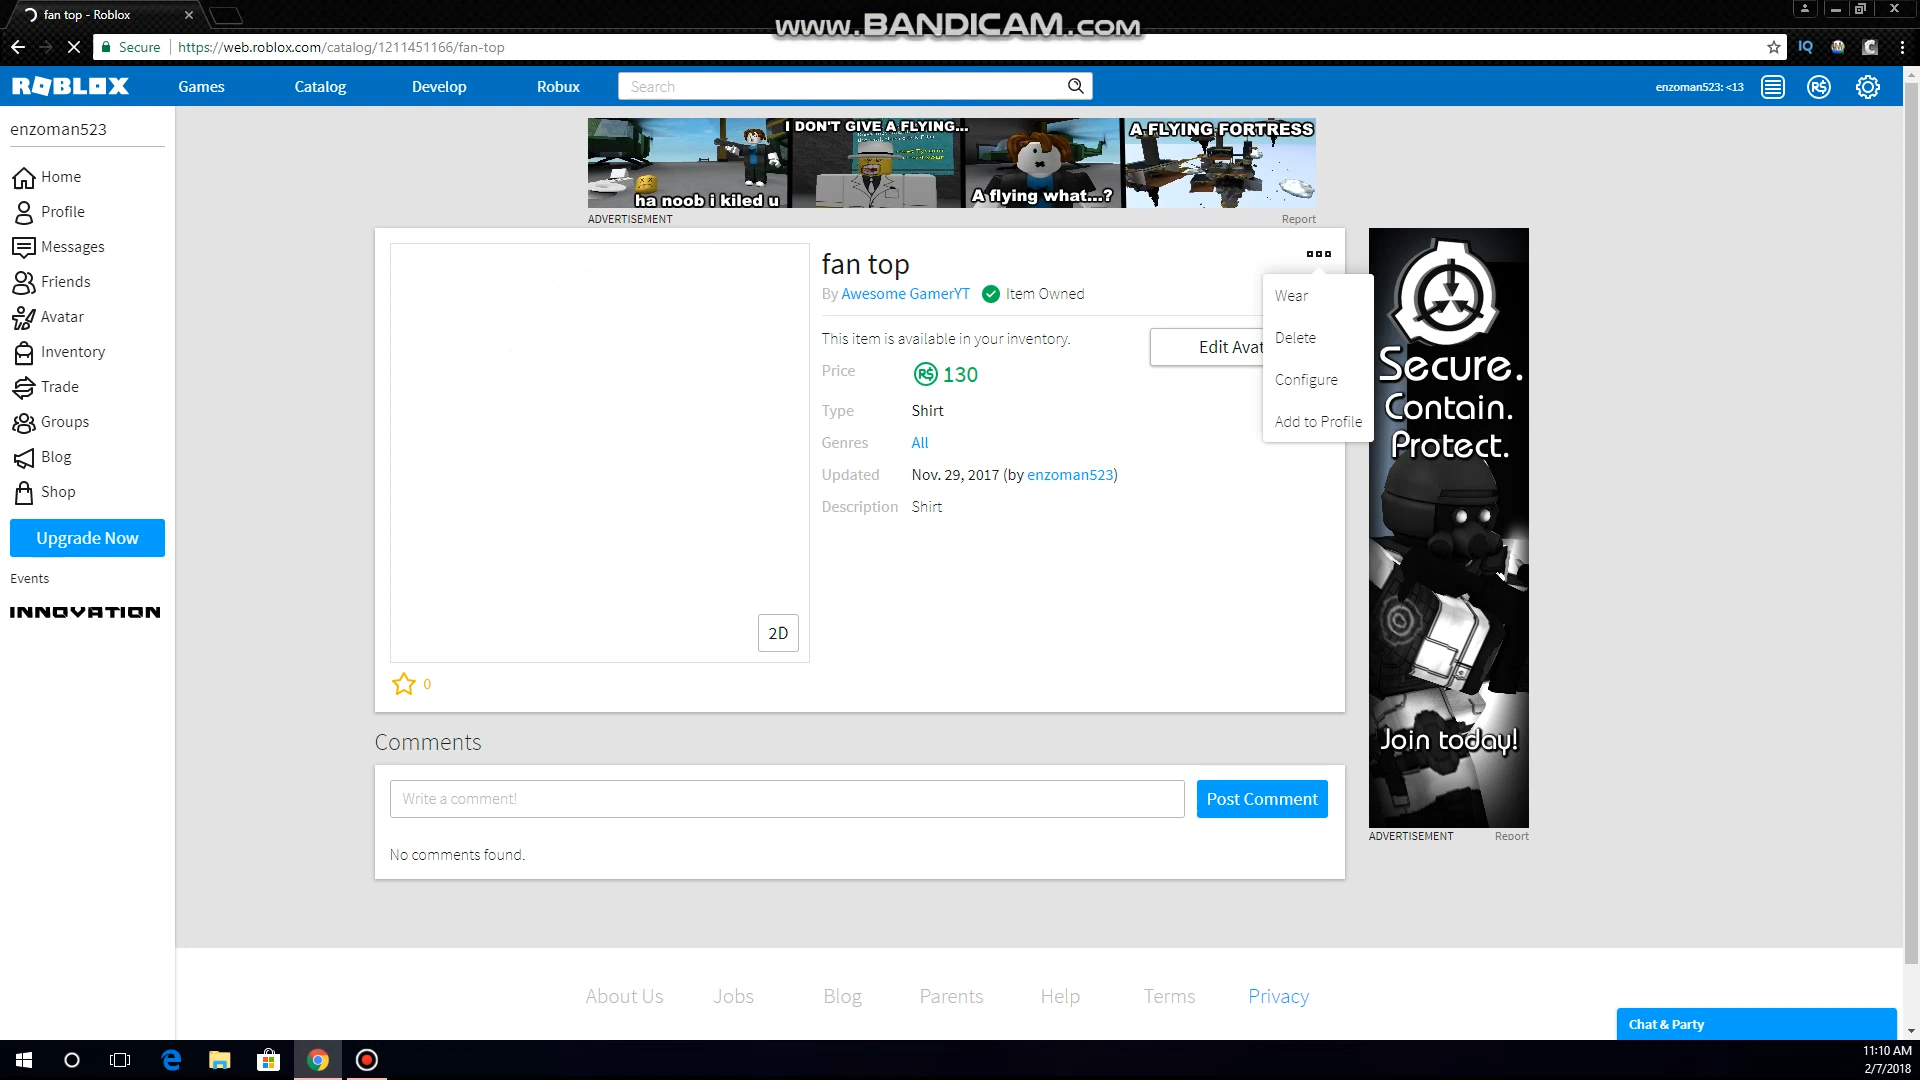 fan top - Roblox
www.BANDICAM.com
Secure
https://web.roblox.com/catalog/1211451166/fan-top
IQ
ROBLOX
Games
Catalog
Develop
Robux
Search
enzoman523: <13
R$
enzoman523
Home
Profile
Messages
Friends
Avatar
Inventory
Trade
Groups
Blog
Shop
Upgrade Now
Events
INNOVATION
I DON'T GIVE A FLYING...
A FLYING FORTRESS
ha noob i kiled u
A flying what...?
ADVERTISEMENT
Report
fan top
By Awesome GamerYT Item Owned
This item is available in your inventory.
Edit Avat
Price R$ 130
Type Shirt
Genres All
Updated Nov. 29, 2017 (by enzoman523)
Description Shirt
Wear
Delete
Configure
Add to Profile
2D
0
Secure.
Contain.
Protect.
Join today!
ADVERTISEMENT
Report
Comments
Write a comment!
Post Comment
No comments found.
About Us
Jobs
Blog
Parents
Help
Terms
Privacy
Chat & Party
11:10 AM
2/7/2018